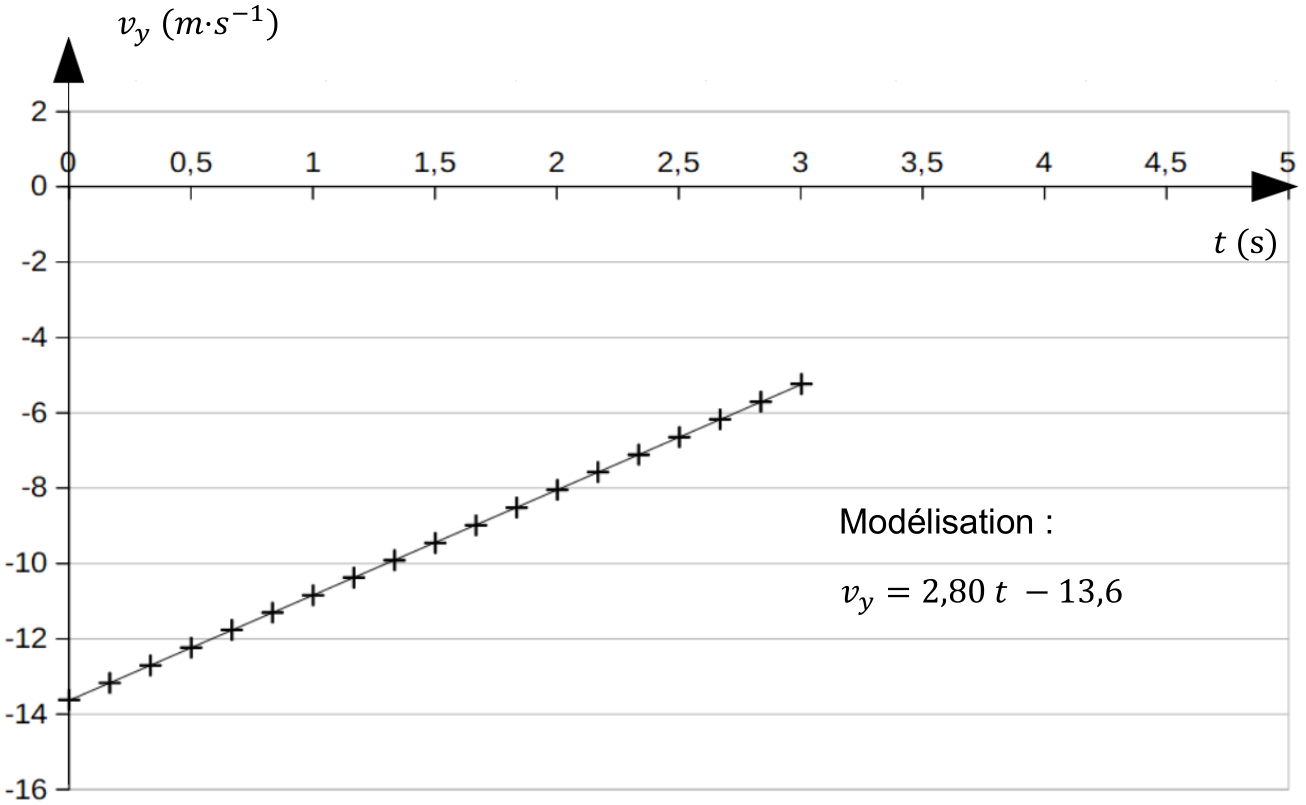 v_y (m·s⁻¹)
2
0 0,5 1 1,5 2 2,5 3 3,5 4 4,5 5
0
t (s)
-2
-4
-6
-8
Modélisation :
-10
v_y = 2,80 t − 13,6
-12
-14
-16